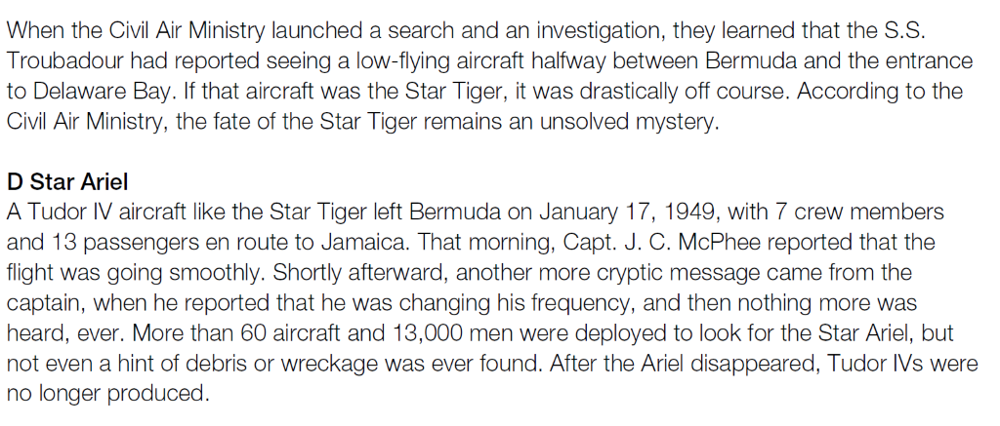 When the Civil Air Ministry launched a search and an investigation, they learned that the S.S.
Troubadour had reported seeing a low-flying aircraft halfway between Bermuda and the entrance
to Delaware Bay. If that aircraft was the Star Tiger, it was drastically off course. According to the
Civil Air Ministry, the fate of the Star Tiger remains an unsolved mystery.
D Star Ariel
A Tudor IV aircraft like the Star Tiger left Bermuda on January 17, 1949, with 7 crew members
and 13 passengers en route to Jamaica. That morning, Capt. J. C. McPhee reported that the
flight was going smoothly. Shortly afterward, another more cryptic message came from the
captain, when he reported that he was changing his frequency, and then nothing more was
heard, ever. More than 60 aircraft and 13,000 men were deployed to look for the Star Ariel, but
not even a hint of debris or wreckage was ever found. After the Ariel disappeared, Tudor IVs were
no longer produced.